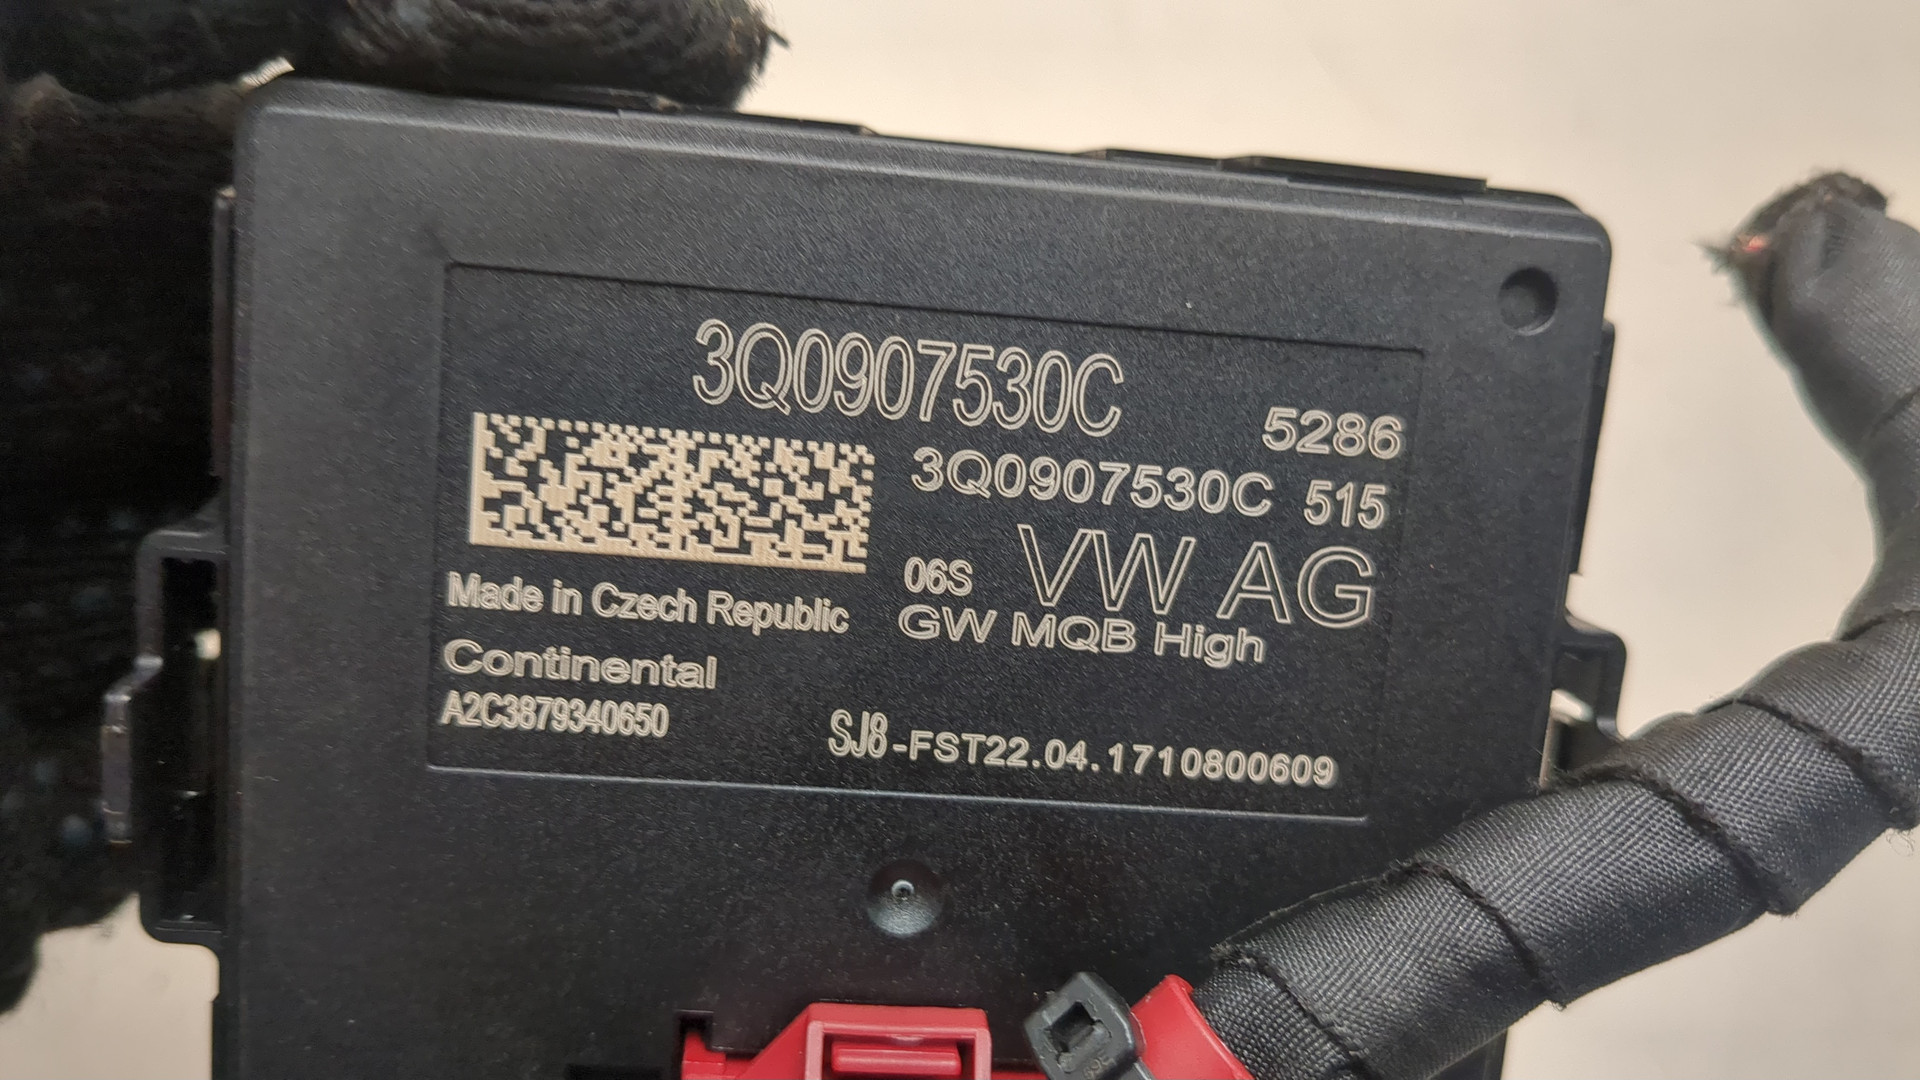 3Q0907530C
5286
3Q0907530C 515
06S VW AG
GW MQB High
Made in Czech Republic
Continental
A2C3879340650
SJ8-FST22.04.1710800609